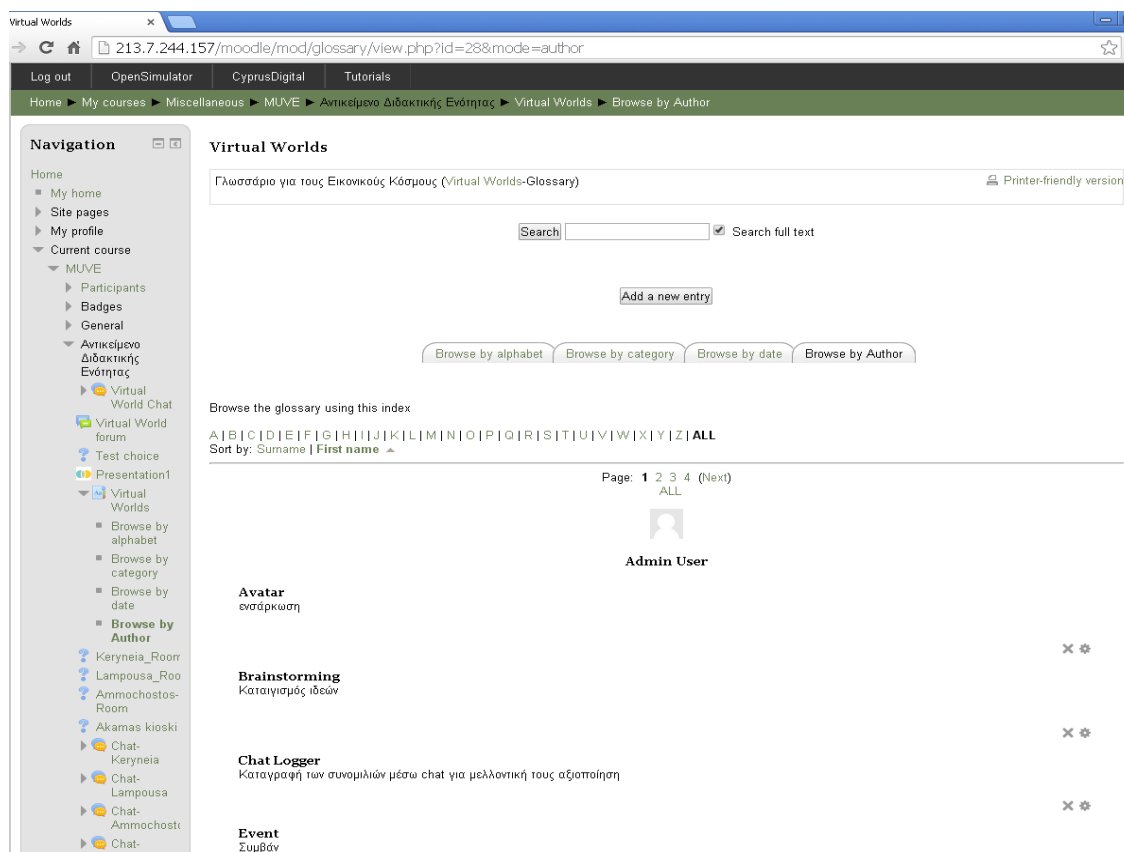 Virtual Worlds
213.7.244.157/moodle/mod/glossary/view.php?id=28&mode=author
Log out OpenSimulator CyprusDigital Tutorials
Home ► My courses ► Miscellaneous ► MUVE ► Αντικείμενο Διδακτικής Ενότητας ► Virtual Worlds ► Browse by Author
Navigation
Home
My home
Site pages
My profile
Current course
MUVE
Participants
Badges
General
Αντικείμενο
Διδακτικής
Ενότητας
Virtual
World Chat
Virtual World
forum
Test choice
Presentation1
Virtual
Worlds
Browse by
alphabet
Browse by
category
Browse by
date
Browse by
Author
Keryneia_Room
Lampousa_Roo
Ammochostos-
Room
Akamas kioski
Chat-
Keryneia
Chat-
Lampousa
Chat-
Ammochosto
Chat-
Virtual Worlds
Γλωσσάριο για τους Εικονικούς Κόσμους (Virtual Worlds-Glossary)
Printer-friendly version
Search Search full text
Add a new entry
Browse by alphabet Browse by category Browse by date Browse by Author
Browse the glossary using this index
A | B | C | D | E | F | G | H | I | J | K | L | M | N | O | P | Q | R | S | T | U | V | W | X | Y | Z | ALL
Sort by: Surname | First name
Page: 1 2 3 4 (Next)
ALL
Admin User
Avatar
ενσάρκωση
Brainstorming
Καταιγισμός ιδεών
Chat Logger
Καταγραφή των συνομιλιών μέσω chat για μελλοντική τους αξιοποίηση
Event
Συμβάν